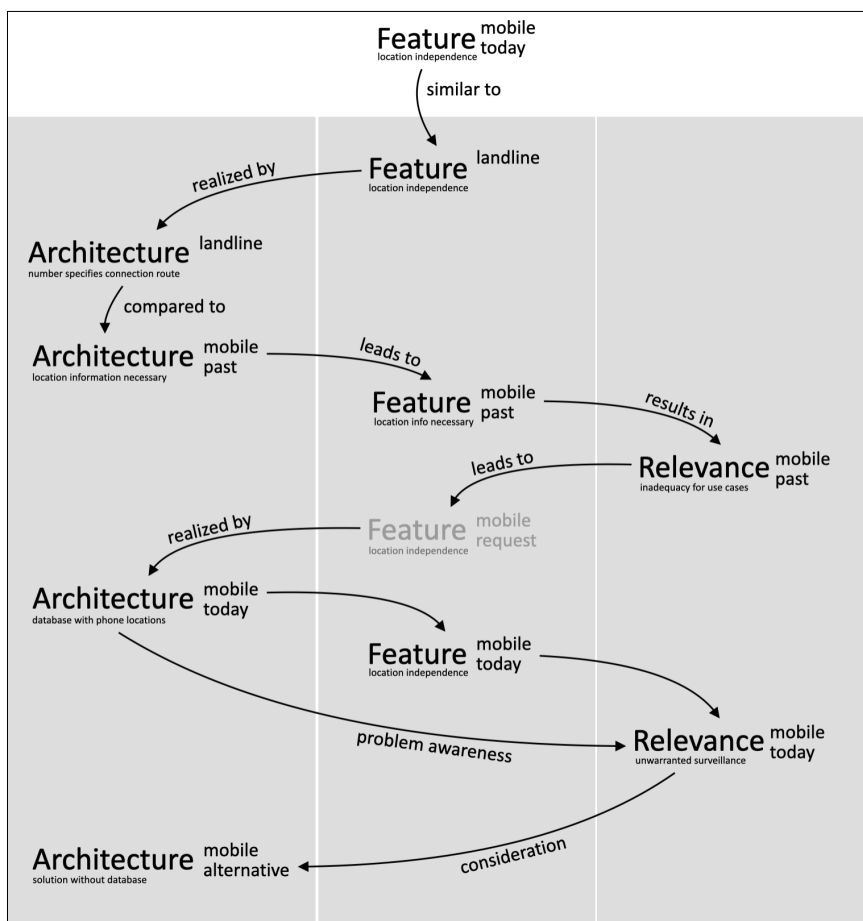 Feature mobile
today
location independence
similar to
Feature landline
location independence
realized by
Architecture landline
number specifies connection route
compared to
Architecture mobile
past
location information necessary
leads to
Feature mobile
past
location info necessary
results in
Relevance mobile
past
inadequacy for use cases
leads to
Feature mobile
request
location independence
realized by
Architecture mobile
today
database with phone locations
Feature mobile
today
location independence
problem awareness
Relevance mobile
today
unwarranted surveillance
consideration
Architecture mobile
alternative
solution without database